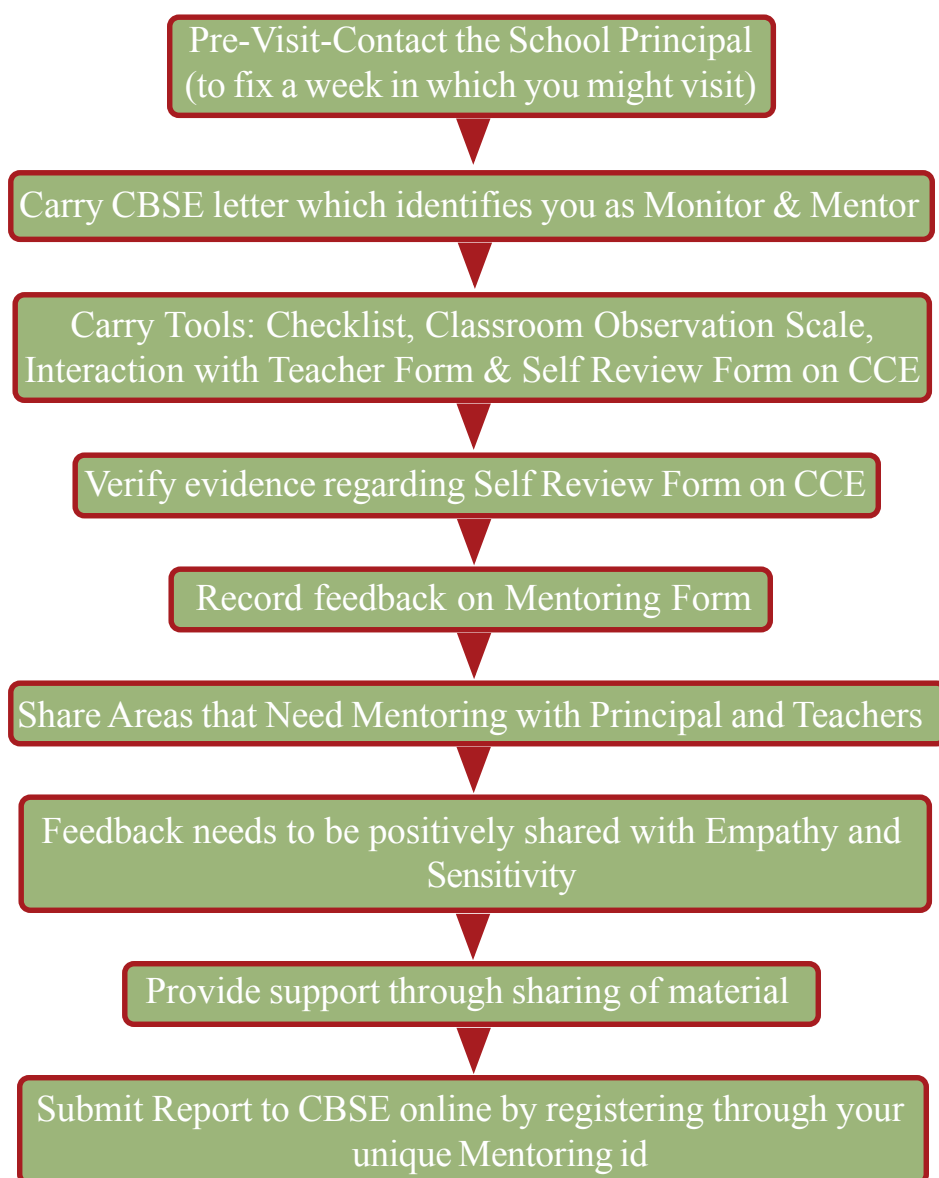 Pre-Visit-Contact the School Principal
(to fix a week in which you might visit)
Carry CBSE letter which identifies you as Monitor & Mentor
Carry Tools: Checklist, Classroom Observation Scale,
Interaction with Teacher Form & Self Review Form on CCE
Verify evidence regarding Self Review Form on CCE
Record feedback on Mentoring Form
Share Areas that Need Mentoring with Principal and Teachers
Feedback needs to be positively shared with Empathy and
Sensitivity
Provide support through sharing of material
Submit Report to CBSE online by registering through your
unique Mentoring id